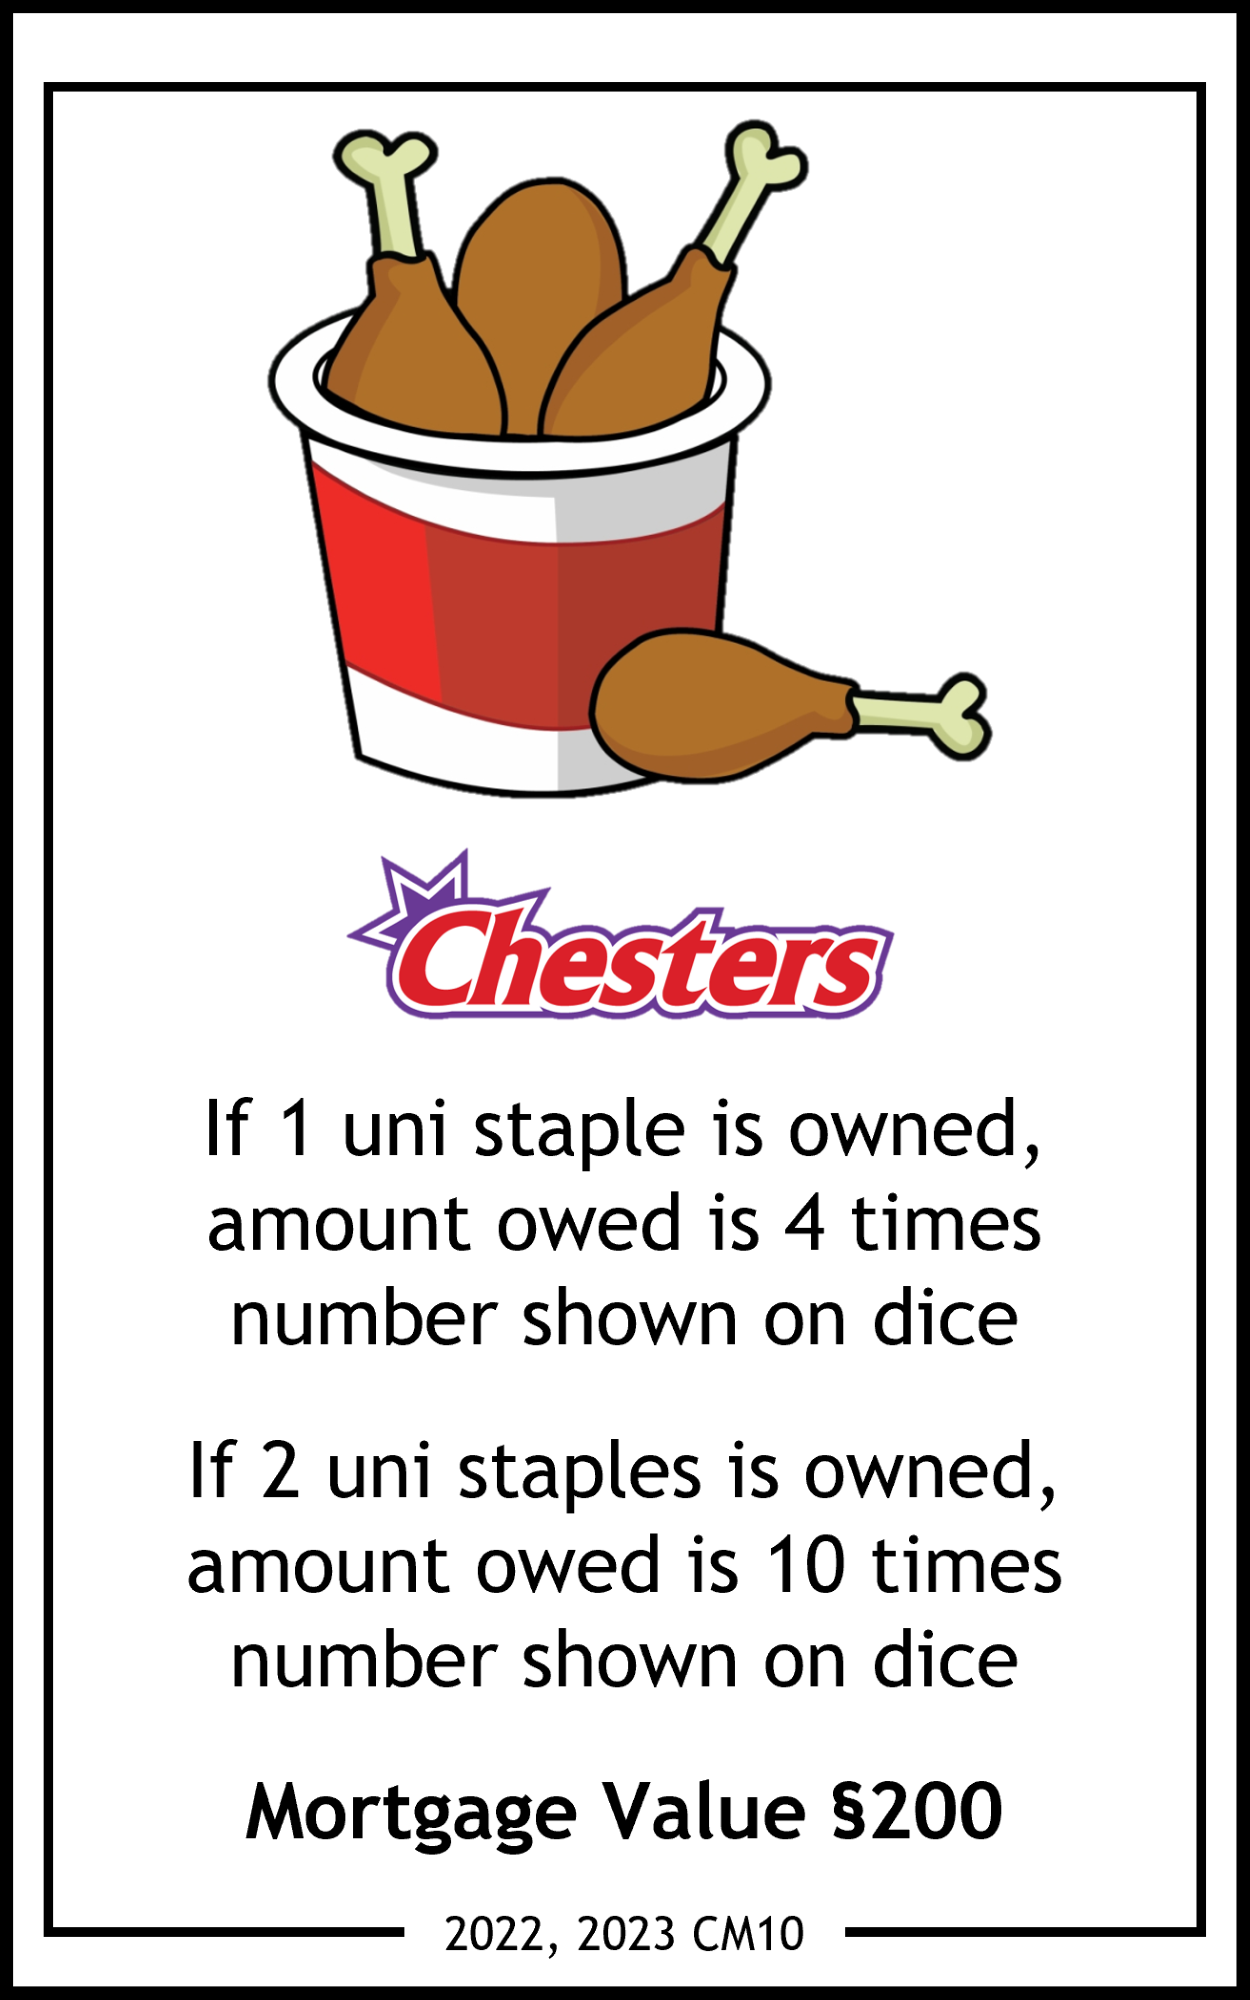 Chesters
If 1 uni staple is owned,
amount owed is 4 times
number shown on dice
If 2 uni staples is owned,
amount owed is 10 times
number shown on dice
Mortgage Value §200
2022, 2023 CM10